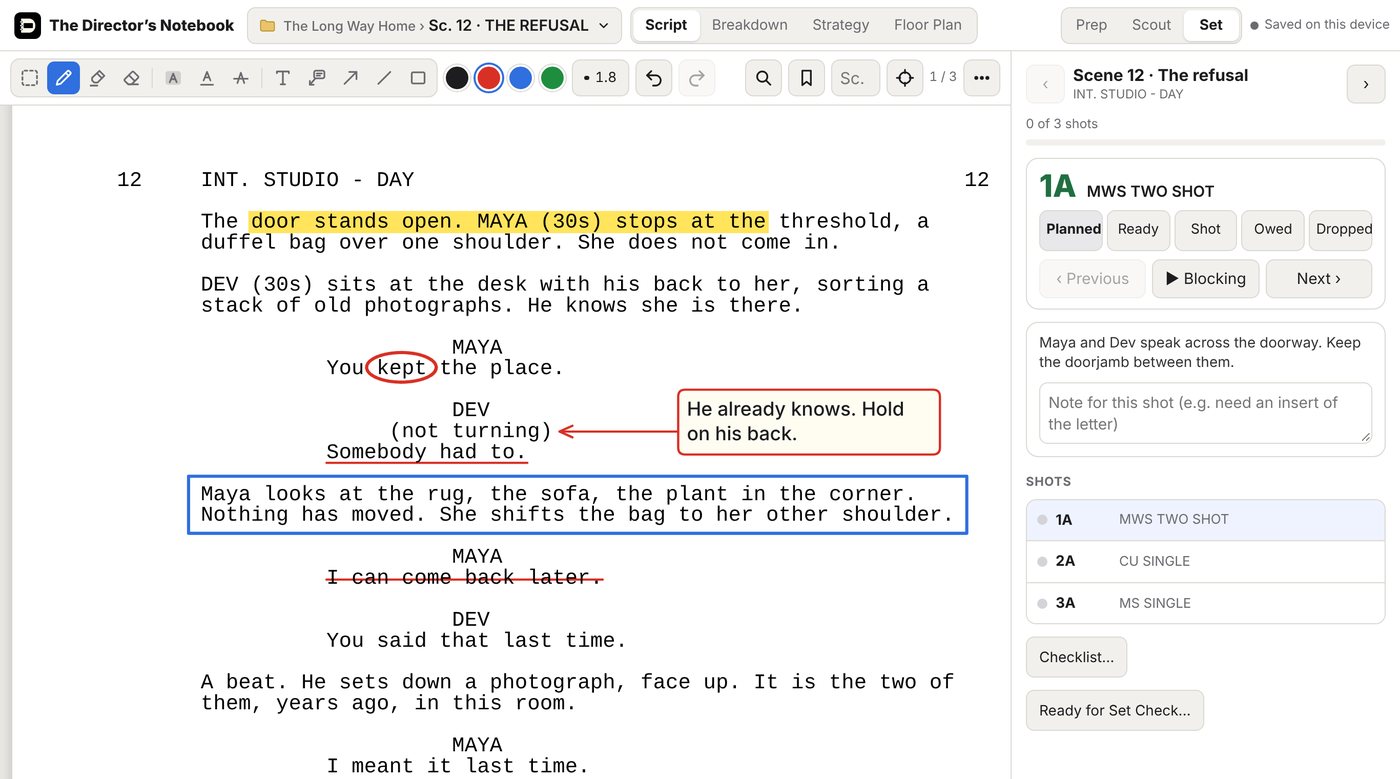 The Director's Notebook
The Long Way Home › Sc. 12 · THE REFUSAL
Script Breakdown Strategy Floor Plan
Prep Scout Set
Saved on this device
A A A T
• 1.8
Sc.
1 / 3
12 INT. STUDIO - DAY 12
The door stands open. MAYA (30s) stops at the threshold, a
duffel bag over one shoulder. She does not come in.
DEV (30s) sits at the desk with his back to her, sorting a
stack of old photographs. He knows she is there.
MAYA
You kept the place.
DEV
(not turning)
Somebody had to.
He already knows. Hold
on his back.
Maya looks at the rug, the sofa, the plant in the corner.
Nothing has moved. She shifts the bag to her other shoulder.
MAYA
I can come back later.
DEV
You said that last time.
A beat. He sets down a photograph, face up. It is the two of
them, years ago, in this room.
MAYA
I meant it last time.
‹
Scene 12 · The refusal
INT. STUDIO - DAY
›
0 of 3 shots
1A MWS TWO SHOT
Planned Ready Shot Owed Dropped
‹ Previous ▶ Blocking Next ›
Maya and Dev speak across the doorway. Keep
the doorjamb between them.
Note for this shot (e.g. need an insert of
the letter)
SHOTS
1A MWS TWO SHOT
2A CU SINGLE
3A MS SINGLE
Checklist...
Ready for Set Check...